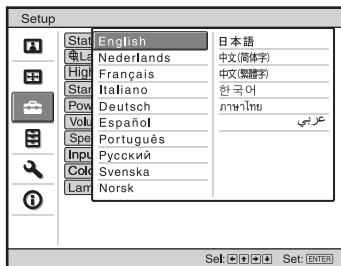 Setup
Stat
La
High
Star
Pow
Volu
Spe
Inpu
Colo
Lam
English
Nederlands
Français
Italiano
Deutsch
Español
Português
Русский
Svenska
Norsk
日本語
中文(简体字)
中文(繁體字)
한국어
ภาษาไทย
عربي
Sel: Set: ENTER